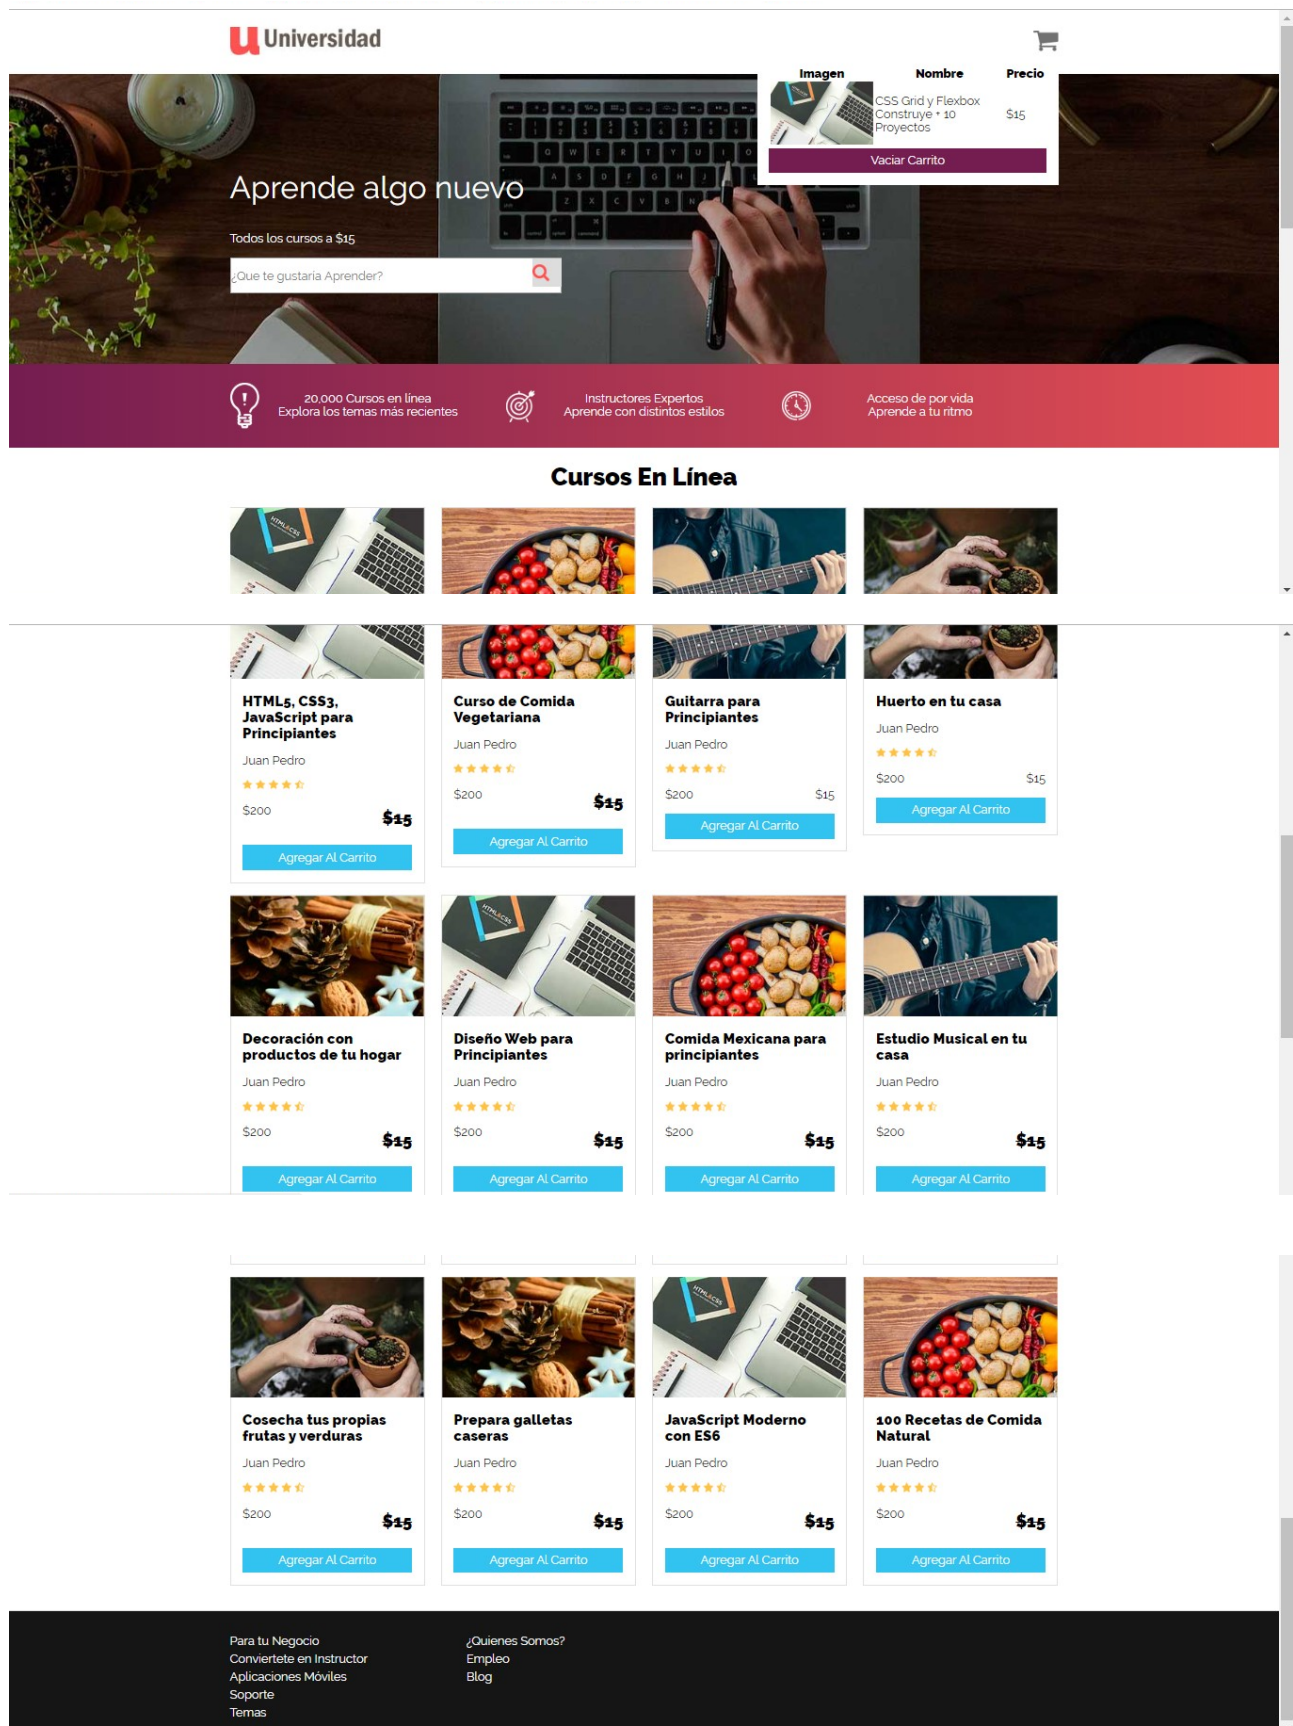 Universidad
Imagen Nombre Precio
CSS Grid y Flexbox
Construye + 10
Proyectos
$15
Vaciar Carrito
Aprende algo nuevo
Todos los cursos a $15
¿Que te gustaría Aprender?
20,000 Cursos en línea
Explora los temas más recientes
Instructores Expertos
Aprende con distintos estilos
Acceso de por vida
Aprende a tu ritmo
Cursos En Línea
HTML&CSS
HTML5, CSS3,
JavaScript para
Principiantes
Juan Pedro
$200 $15
Agregar Al Carrito
Curso de Comida
Vegetariana
Juan Pedro
$200 $15
Agregar Al Carrito
Guitarra para
Principiantes
Juan Pedro
$200 $15
Agregar Al Carrito
Huerto en tu casa
Juan Pedro
$200 $15
Agregar Al Carrito
Decoración con
productos de tu hogar
Juan Pedro
$200 $15
Agregar Al Carrito
HTML&CSS
Diseño Web para
Principiantes
Juan Pedro
$200 $15
Agregar Al Carrito
Comida Mexicana para
principiantes
Juan Pedro
$200 $15
Agregar Al Carrito
Estudio Musical en tu
casa
Juan Pedro
$200 $15
Agregar Al Carrito
Cosecha tus propias
frutas y verduras
Juan Pedro
$200 $15
Agregar Al Carrito
Prepara galletas
caseras
Juan Pedro
$200 $15
Agregar Al Carrito
HTML&CSS
JavaScript Moderno
con ES6
Juan Pedro
$200 $15
Agregar Al Carrito
100 Recetas de Comida
Natural
Juan Pedro
$200 $15
Agregar Al Carrito
Para tu Negocio
Conviertete en Instructor
Aplicaciones Móviles
Soporte
Temas
¿Quienes Somos?
Empleo
Blog